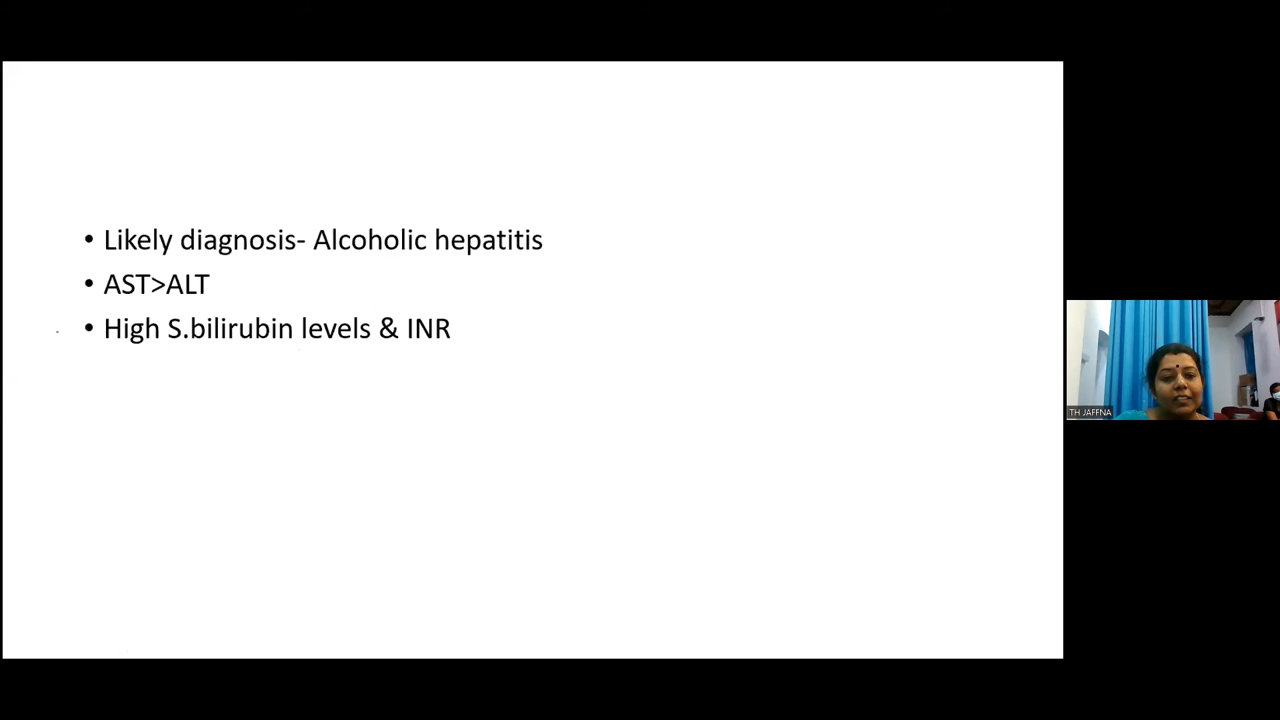 • Likely diagnosis- Alcoholic hepatitis
• AST>ALT
• High S.bilirubin levels & INR
TH JAFFNA